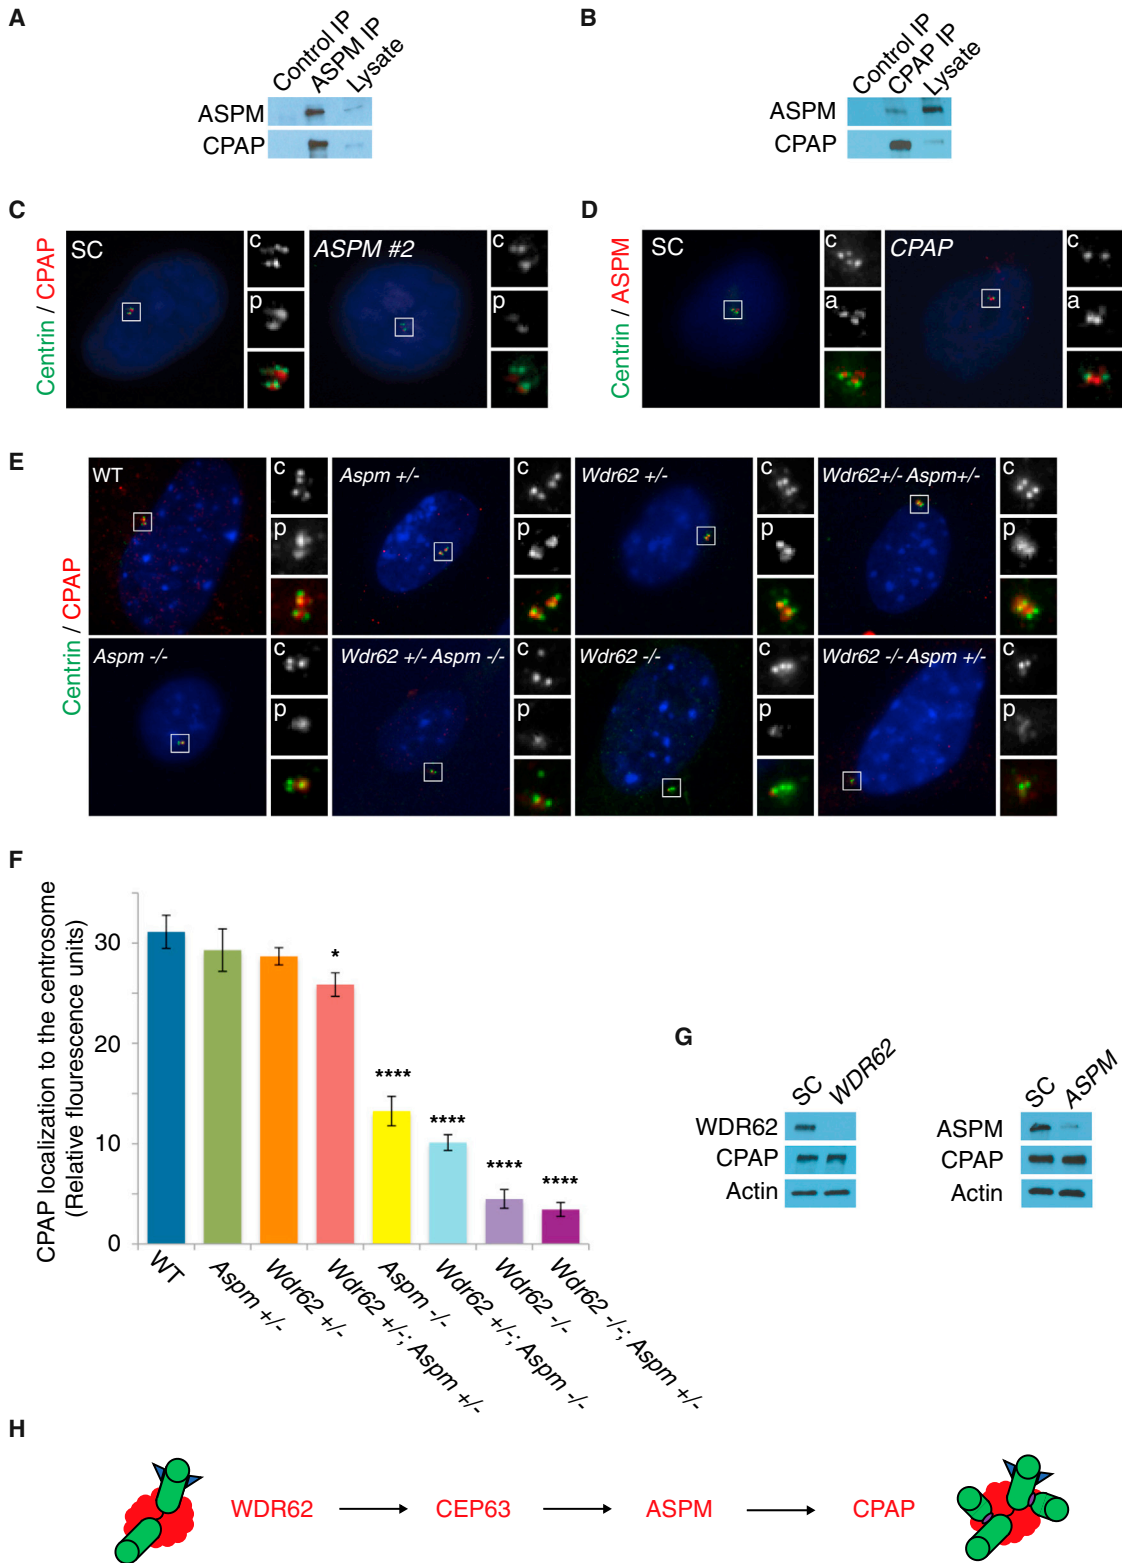 A
Control IP
ASPM IP
Lysate
ASPM
CPAP
B
Control IP
CPAP IP
Lysate
ASPM
CPAP
C
Centrin / CPAP
SC
c
p
ASPM #2
c
p
D
Centrin / ASPM
SC
c
a
CPAP
c
a
E
Centrin / CPAP
WT
c
p
Aspm +/-
c
p
Wdr62 +/-
c
p
Wdr62+/- Aspm+/-
c
p
Aspm -/-
c
p
Wdr62 +/- Aspm -/-
c
p
Wdr62 -/-
c
p
Wdr62 -/- Aspm +/-
c
p
F
CPAP localization to the centrosome
(Relative flourescence units)
30
20
10
0
*
****
****
****
****
WT
Aspm +/-
Wdr62 +/-
Wdr62 +/-; Aspm +/-
Aspm -/-
Wdr62 +/-; Aspm -/-
Wdr62 -/-
Wdr62 -/-; Aspm +/-
G
SC
WDR62
WDR62
CPAP
Actin
SC
ASPM
ASPM
CPAP
Actin
H
WDR62
CEP63
ASPM
CPAP